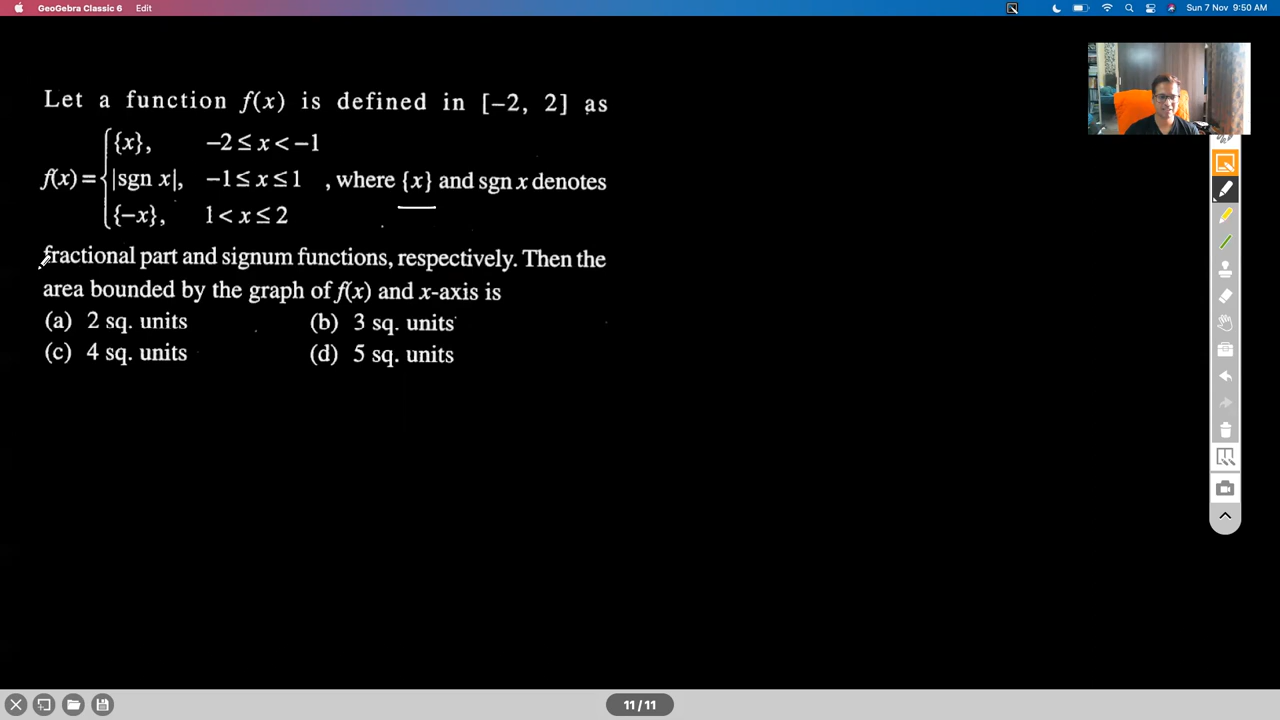 GeoGebra Classic 6 Edit Sun 7 Nov 9:50 AM
Let a function f(x) is defined in [−2, 2] as
{x}, −2 ≤ x < −1
f(x) = { |sgn x|, −1 ≤ x ≤ 1 , where {x} and sgn x denotes
{−x}, 1 < x ≤ 2
fractional part and signum functions, respectively. Then the
area bounded by the graph of f(x) and x-axis is
(a) 2 sq. units (b) 3 sq. units
(c) 4 sq. units (d) 5 sq. units
11 / 11